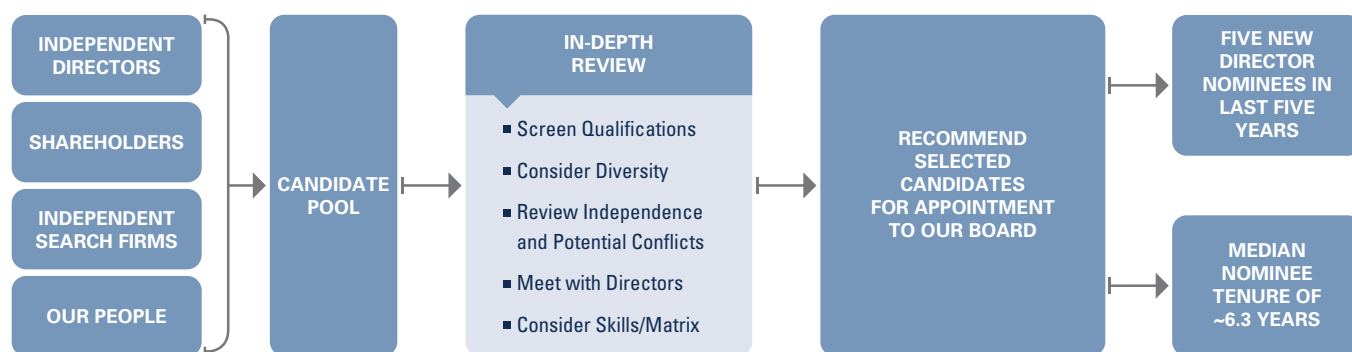 INDEPENDENT
DIRECTORS
SHAREHOLDERS
INDEPENDENT
SEARCH FIRMS
OUR PEOPLE
CANDIDATE
POOL
IN-DEPTH
REVIEW
■ Screen Qualifications
■ Consider Diversity
■ Review Independence
and Potential Conflicts
■ Meet with Directors
■ Consider Skills/Matrix
RECOMMEND
SELECTED
CANDIDATES
FOR APPOINTMENT
TO OUR BOARD
FIVE NEW
DIRECTOR
NOMINEES IN
LAST FIVE
YEARS
MEDIAN
NOMINEE
TENURE OF
~6.3 YEARS